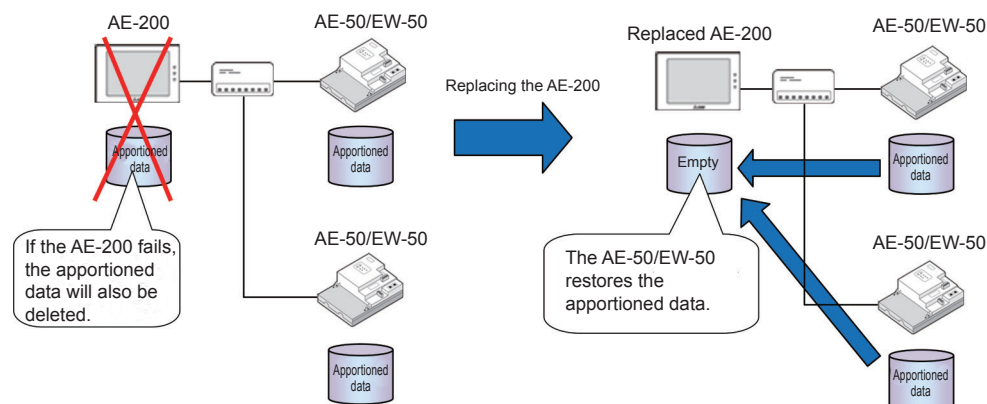 AE-200
AE-50/EW-50
Apportioned
data
Apportioned
data
If the AE-200 fails,
the apportioned
data will also be
deleted.
AE-50/EW-50
Apportioned
data
Replacing the AE-200
Replaced AE-200
AE-50/EW-50
Empty
Apportioned
data
The AE-50/EW-50
restores the
apportioned data.
AE-50/EW-50
Apportioned
data